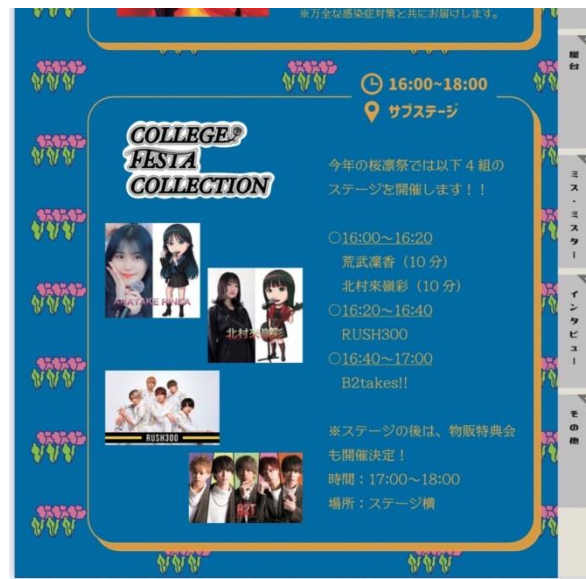 ※万全な感染症対策と共にお届けします。
16:00~18:00
サブステージ
COLLEGE
FESTA
COLLECTION
今年の桜凛祭では以下4組の
ステージを開催します！！
○16:00～16:20
荒武凜香（10分）
北村來嶺彩（10分）
○16:20～16:40
RUSH300
○16:40～17:00
B2takes!!
※ステージの後は、物販特典会
も開催決定！
時間：17:00～18:00
場所：ステージ横
ARATAKE RINKA
北村來嶺彩
RUSH300
B2T
屋台
ミス・ミスター
インタビュー
その他